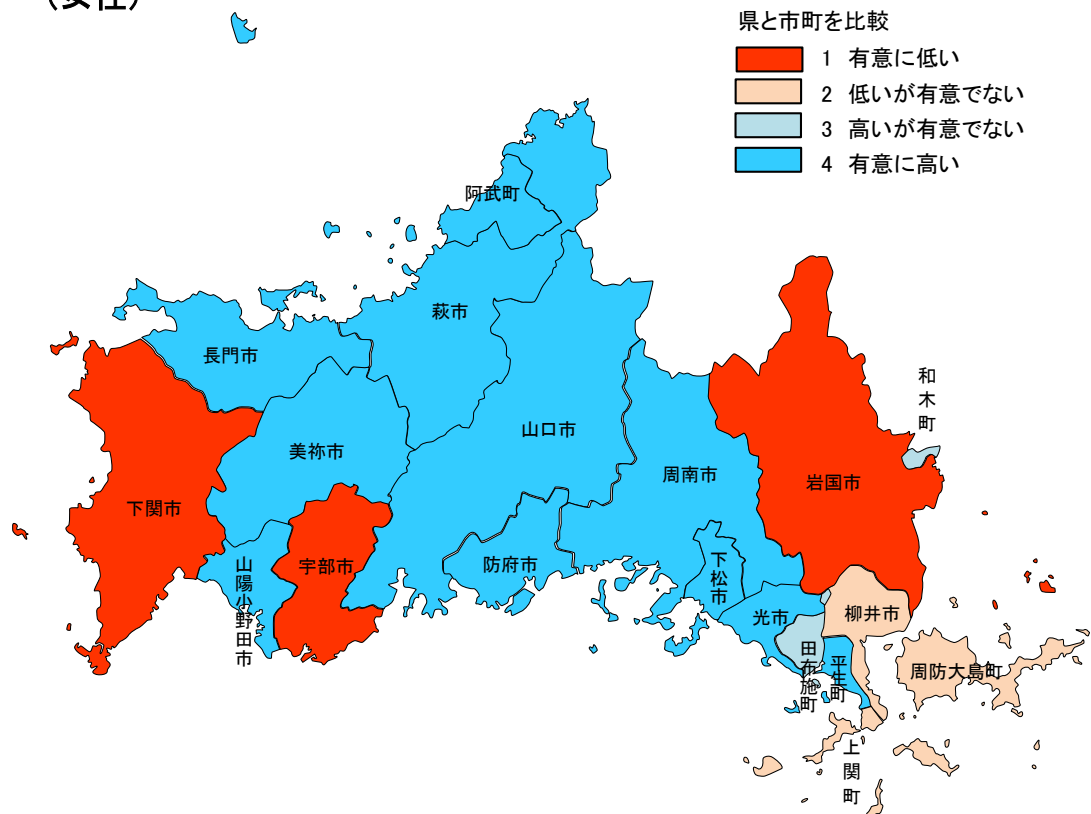 （女性）
県と市町を比較
1 有意に低い
2 低いが有意でない
3 高いが有意でない
4 有意に高い
阿武町
萩市
長門市
和木町
山口市
美祢市
周南市
岩国市
下関市
宇部市
防府市
下松市
山陽小野田市
光市
柳井市
田布施町
平生町
周防大島町
上関町